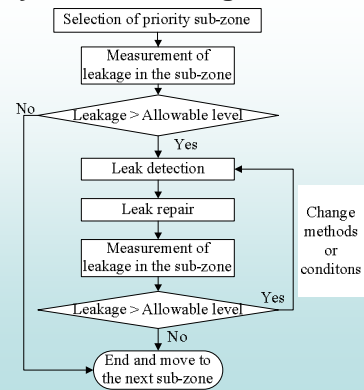 Selection of priority sub-zone
Measurement of
leakage in the sub-zone
No
Leakage > Allowable level
Yes
Leak detection
Leak repair
Change
methods
or
conditons
Measurement of
leakage in the sub-zone
Yes
Leakage > Allowable level
No
End and move to
the next sub-zone